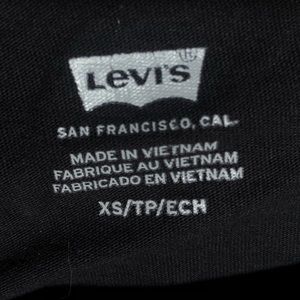 Levi's
SAN FRANCISCO, CAL.
MADE IN VIETNAM
FABRIQUE AU VIETNAM
FABRICADO EN VIETNAM
XS/TP/ECH